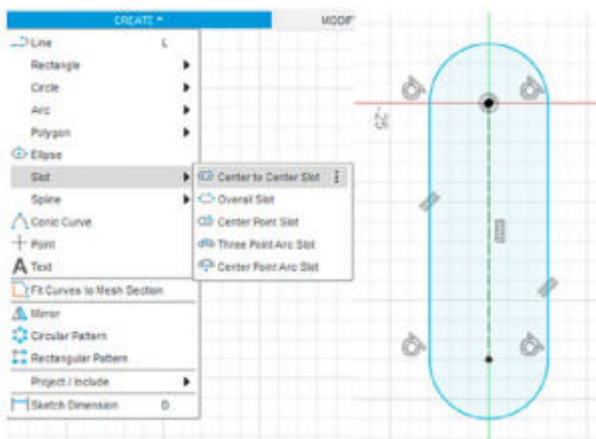 CREATE
MODIF
Line L
Rectangle
Circle
Arc
Polygon
Ellipse
Slot
Spline
Conic Curve
Point
Text
Fit Curves to Mesh Section
Mirror
Circular Pattern
Rectangular Pattern
Project / Include
Sketch Dimension D
Center to Center Slot
Overall Slot
Center Point Slot
Three Point Arc Slot
Center Point Arc Slot
-25